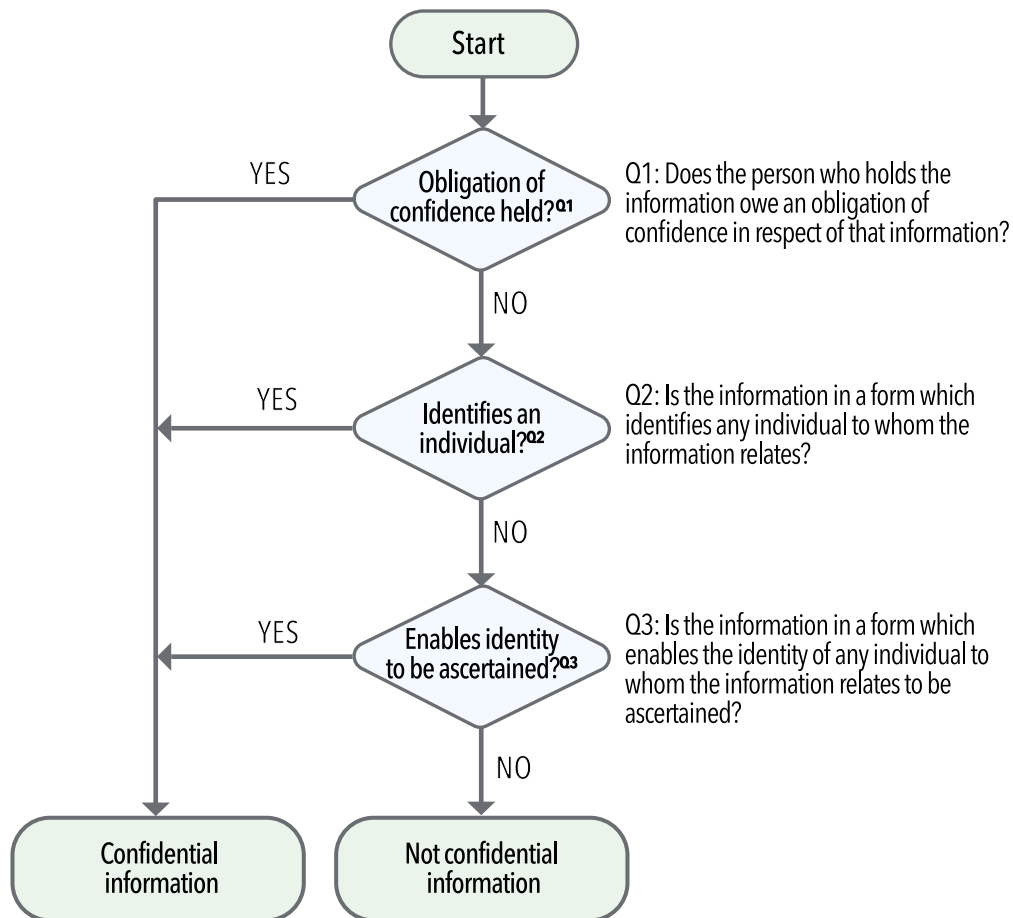 Start
YES
Obligation of
confidence held?Q1
Q1: Does the person who holds the
information owe an obligation of
confidence in respect of that information?
NO
YES
Identifies an
individual?Q2
Q2: Is the information in a form which
identifies any individual to whom the
information relates?
NO
YES
Enables identity
to be ascertained?Q3
Q3: Is the information in a form which
enables the identity of any individual to
whom the information relates to be
ascertained?
NO
Confidential
information
Not confidential
information